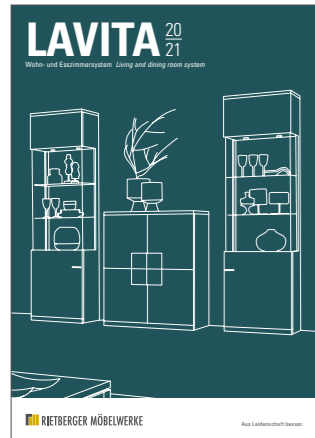 LAVITA 20
21
Wohn- und Esszimmersystem Living and dining room system
RIETBERGER MÖBELWERKE
Aus Leidenschaft besser.